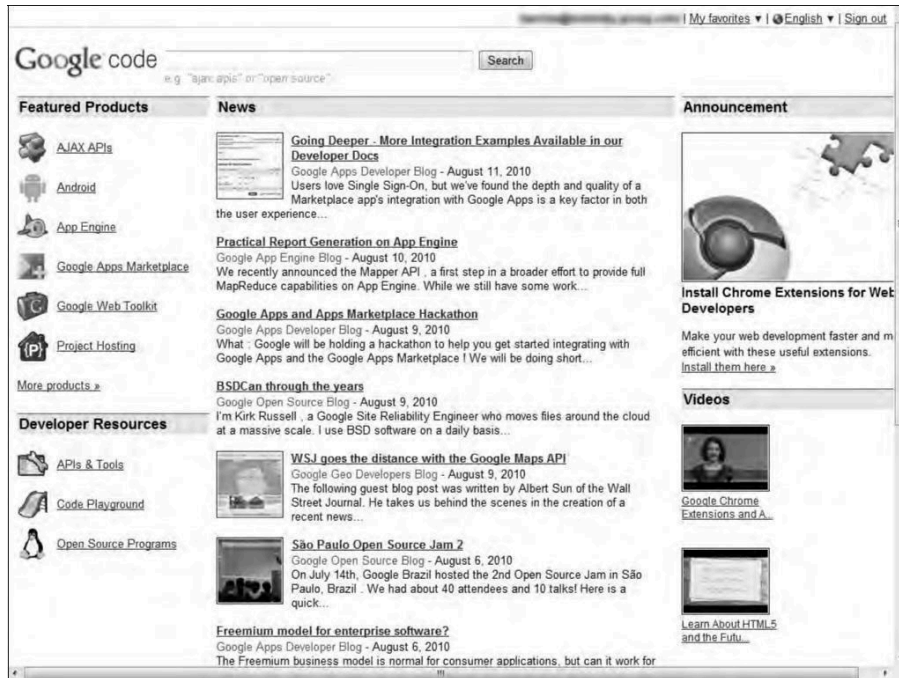 | My favorites ▼ | English ▼ | Sign out
Google code
Search
e.g. "ajax apis" or "open source"
Featured Products
AJAX APIs
Android
App Engine
Google Apps Marketplace
Google Web Toolkit
Project Hosting
More products »
Developer Resources
APIs & Tools
Code Playground
Open Source Programs
News
Going Deeper - More Integration Examples Available in our
Developer Docs
Google Apps Developer Blog - August 11, 2010
Users love Single Sign-On, but we've found the depth and quality of a
Marketplace app's integration with Google Apps is a key factor in both
the user experience...
Practical Report Generation on App Engine
Google App Engine Blog - August 10, 2010
We recently announced the Mapper API , a first step in a broader effort to provide full
MapReduce capabilities on App Engine. While we still have some work...
Google Apps and Apps Marketplace Hackathon
Google Apps Developer Blog - August 9, 2010
What : Google will be holding a hackathon to help you get started integrating with
Google Apps and the Google Apps Marketplace ! We will be doing short...
BSDCan through the years
Google Open Source Blog - August 9, 2010
I'm Kirk Russell , a Google Site Reliability Engineer who moves files around the cloud
at a massive scale. I use BSD software on a daily basis...
WSJ goes the distance with the Google Maps API
Google Geo Developers Blog - August 9, 2010
The following guest blog post was written by Albert Sun of the Wall
Street Journal. He takes us behind the scenes in the creation of a
recent news...
São Paulo Open Source Jam 2
Google Open Source Blog - August 6, 2010
On July 14th, Google Brazil hosted the 2nd Open Source Jam in São
Paulo, Brazil . We had about 40 attendees and 10 talks! Here is a
quick...
Freemium model for enterprise software?
Google Apps Developer Blog - August 6, 2010
The Freemium business model is normal for consumer applications, but can it work for
Announcement
Install Chrome Extensions for Web
Developers
Make your web development faster and m
efficient with these useful extensions.
Install them here »
Videos
Google Chrome
Extensions and A...
Learn About HTML5
and the Futu...